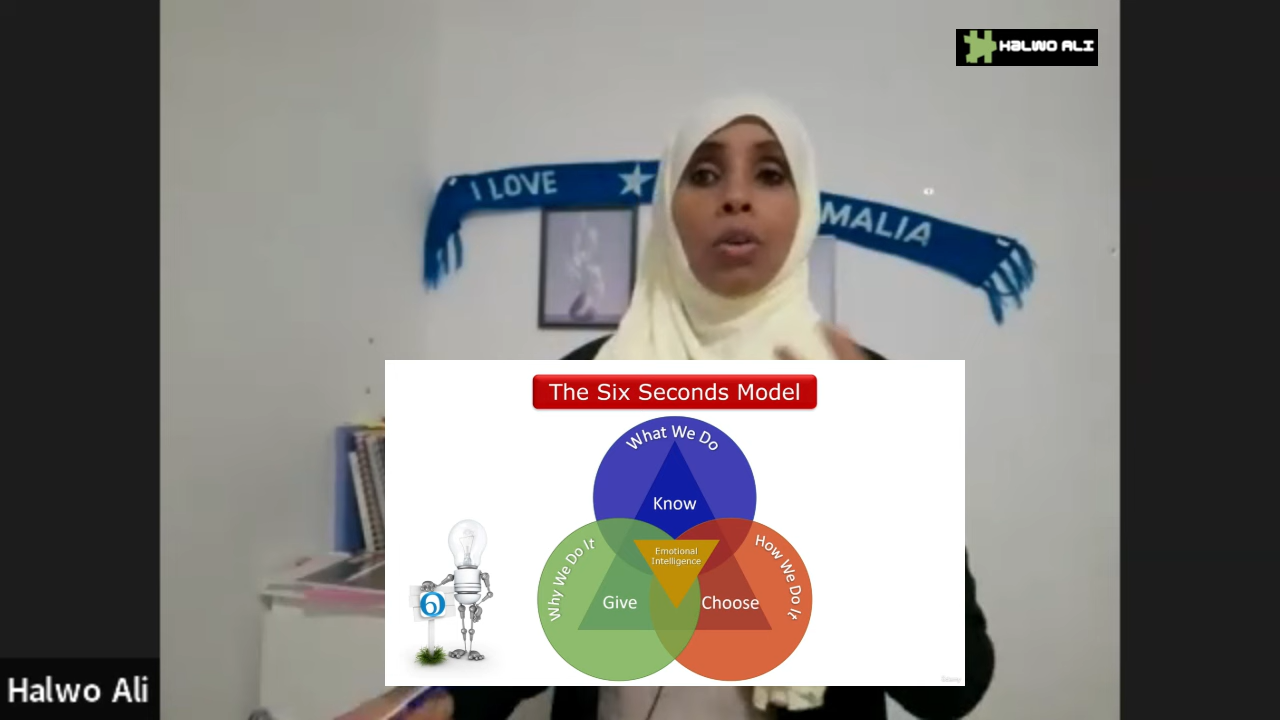 HALWO ALI
I LOVE ★
MALIA
The Six Seconds Model
What We Do
Know
Emotional
Intelligence
Why We Do It
How We Do It
Give
Choose
6
Halwo Ali